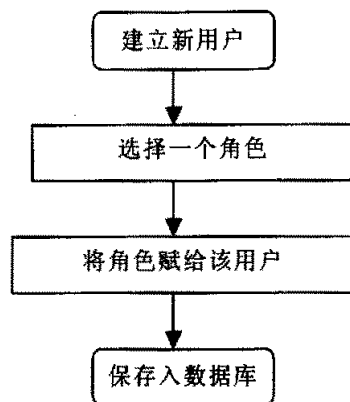 建立新用户
选择一个角色
将角色赋给该用户
保存入数据库